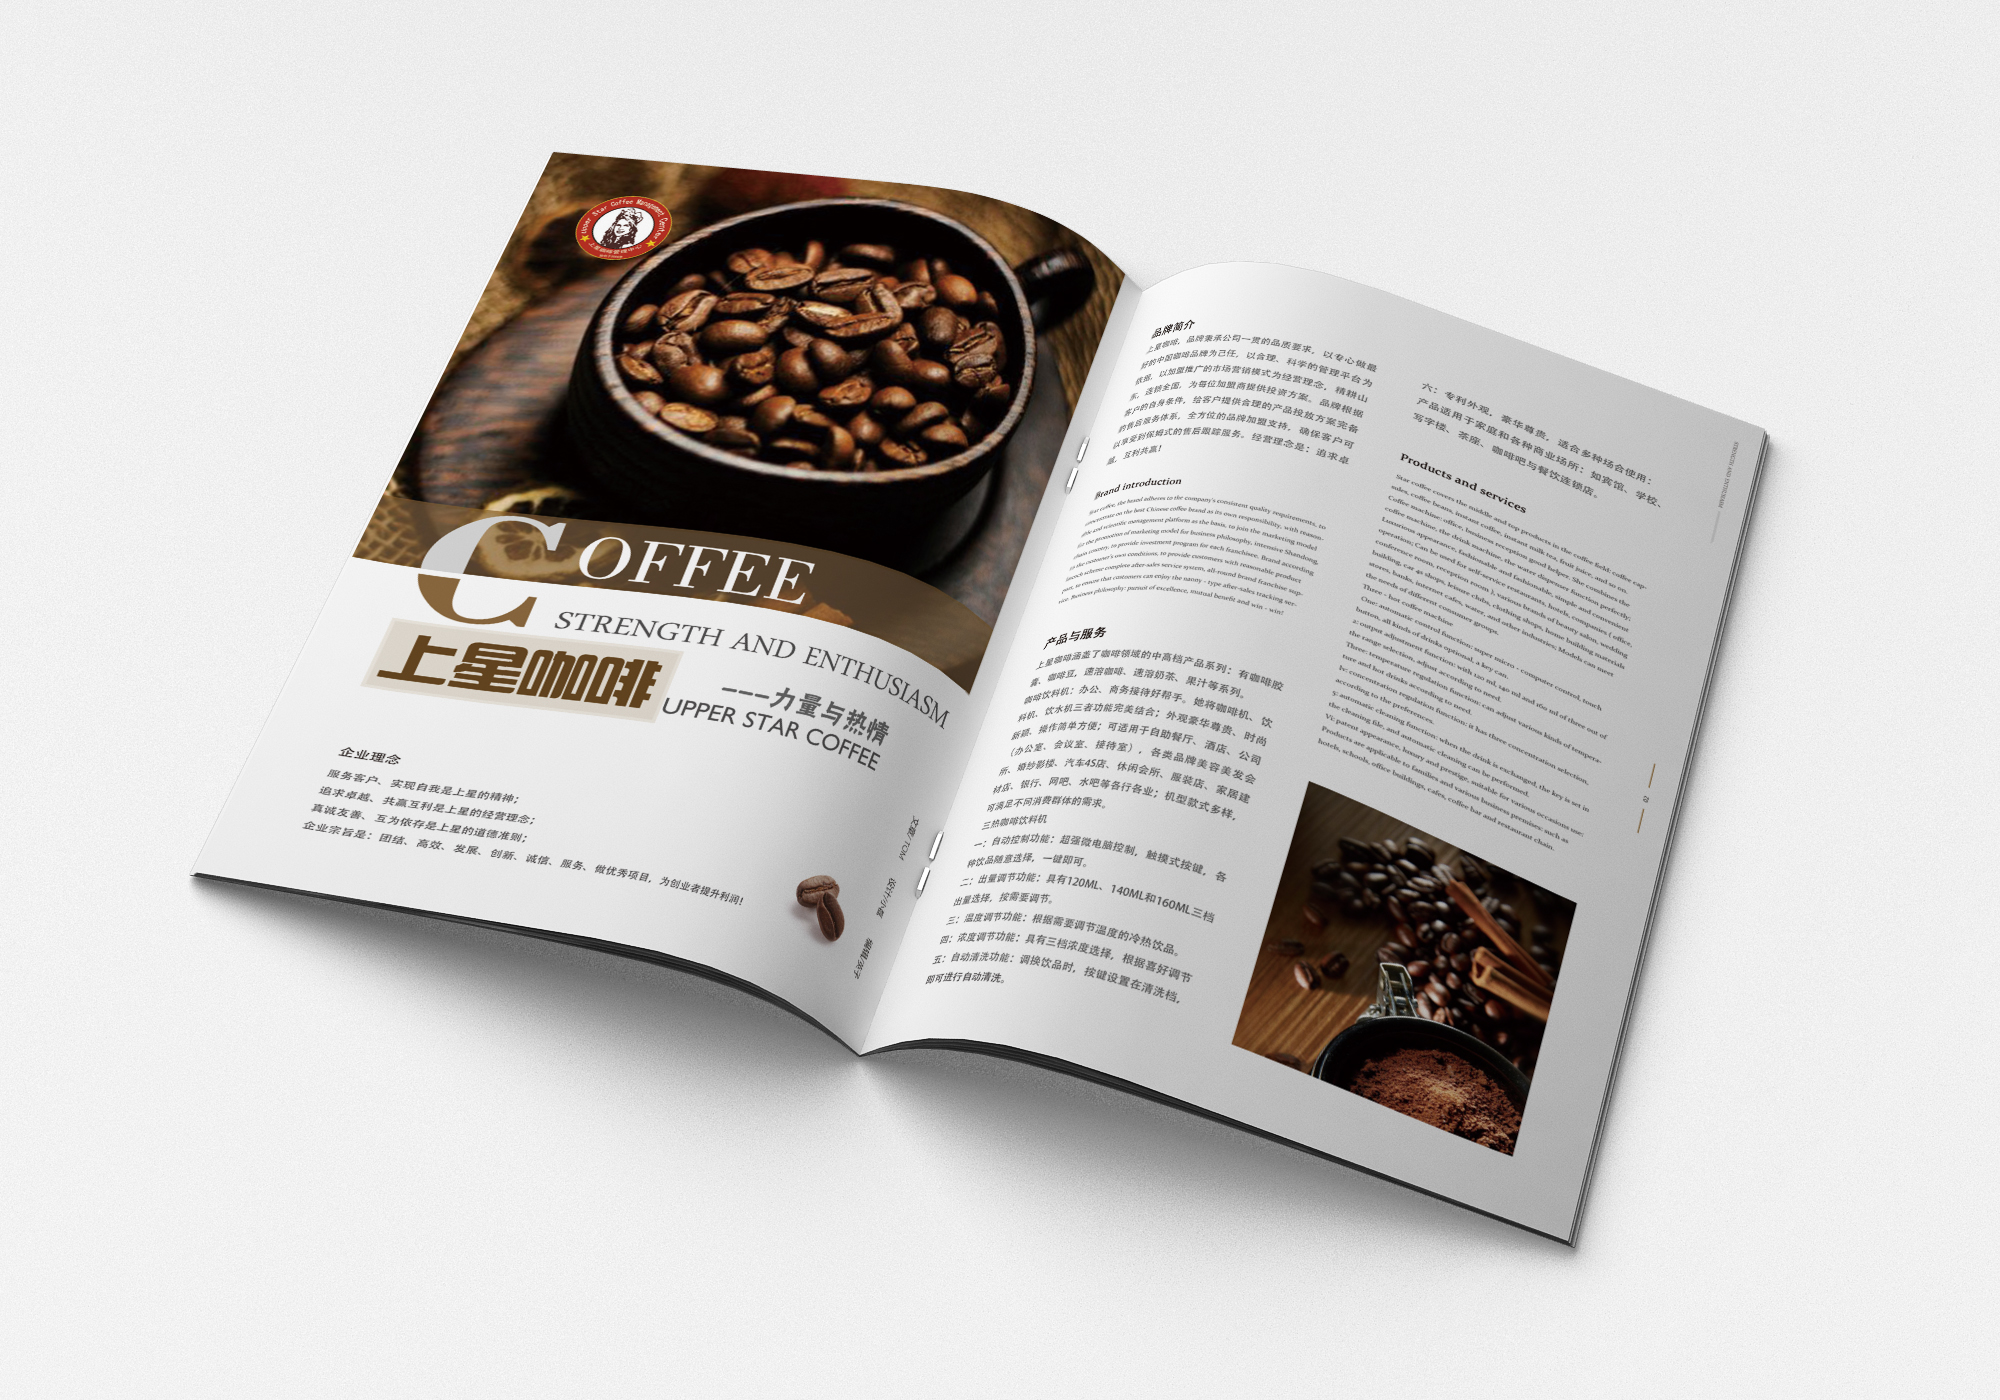 Upper Star Coffee Management Center
上星咖啡管理中心
COFFEE
STRENGTH AND ENTHUSIASM
上星咖啡
---力量与热情
UPPER STAR COFFEE
企业理念
服务客户、实现自我是上星的精神；
追求卓越、共赢互利是上星的经营理念；
真诚友善、互为依存是上星的道德准则；
企业宗旨是：团结、高效、发展、创新、诚信、服务、做优秀项目，为创业者提升利润！
文案/TOM
品牌简介
上星咖啡，品牌秉承公司一贯的品质要求，以专心做最
好的中国咖啡品牌为己任，以合理、科学的管理平台为
依据，以加盟推广的市场营销模式为经营理念，精耕山
东，连锁全国，为每位加盟商提供投资方案。品牌根据
客户的自身条件，给客户提供合理的产品投放方案完备
的售后服务体系，全方位的品牌加盟支持，确保客户可
以享受到保姆式的售后跟踪服务。经营理念是：追求卓
越，互利共赢！
Brand introduction
Star coffee, the brand adheres to the company's consistent quality requirements, to
concentrate on the best Chinese coffee brand as its own responsibility, with reason-
able and scientific management platform as the basis, to join the marketing model
for the promotion of marketing model for business philosophy, intensive Shandong,
chain country, to provide investment program for each franchisee. Brand according
to the customer's own conditions, to provide customers with reasonable product
launch scheme complete after-sales service system, all-round brand franchise sup-
port, to ensure that customers can enjoy the nanny - type after-sales tracking ser-
vice. Business philosophy: pursuit of excellence, mutual benefit and win - win!
产品与服务
上星咖啡涵盖了咖啡领域的中高档产品系列：有咖啡胶
囊、咖啡豆，速溶咖啡、速溶奶茶、果汁等系列。
咖啡饮料机：办公、商务接待好帮手。她将咖啡机、饮
料机、饮水机三者功能完美结合；外观豪华尊贵、时尚
新颖、操作简单方便；可适用于自助餐厅、酒店、公司
（办公室、会议室、接待室），各类品牌美容美发会
所、婚纱影楼、汽车4S店、休闲会所、服装店、家居建
材店、银行、网吧、水吧等各行各业；机型款式多样，
可满足不同消费群体的需求。
三热咖啡饮料机
一：自动控制功能：超强微电脑控制，触摸式按键，各
种饮品随意选择，一键即可。
二：出量调节功能：具有120ML、140ML和160ML三档
出量选择，按需要调节。
三：温度调节功能：根据需要调节温度的冷热饮品。
四：浓度调节功能：具有三档浓度选择，根据喜好调节
五：自动清洗功能：调换饮品时，按键设置在清洗档，
即可进行自动清洗。
六：专利外观，豪华尊贵，适合多种场合使用：
产品适用于家庭和各种商业场所：如宾馆、学校、
写字楼、茶座、咖啡吧与餐饮连锁店。
Products and services
Star coffee covers the middle and top products in the coffee field: coffee cap-
sules, coffee beans, instant coffee, instant milk tea, fruit juice, and so on.
Coffee machine: office, business reception good helper. She combines the
coffee machine, the drink machine, the water dispenser function perfectly;
Luxurious appearance, fashionable and fashionable, simple and convenient
operation; Can be used for self-service restaurants, hotels, companies ( office,
conference room, reception room ), various brands of beauty salon, wedding
building, car 4s shops, leisure clubs, clothing shops, home building materials
stores, banks, internet cafes, water, and other industries; Models can meet
the needs of different consumer groups.
Three - hot coffee machine
One: automatic control function: super micro - computer control, touch
button, all kinds of drinks optional, a key can.
a: output adjustment function: with 120 ml, 140 ml and 160 ml of three out of
the range selection, adjust according to need.
Three: temperature regulation function: can adjust various kinds of tempera-
ture and hot drinks according to need.
Iv: concentration regulation function: it has three concentration selection,
according to the preferences.
5: automatic cleaning function: when the drink is exchanged, the key is set in
the cleaning file, and automatic cleaning can be performed.
Vi: patent appearance, luxury and prestige, suitable for various occasions use:
Products are applicable to families and various business premises: such as
hotels, schools, office buildings, cafes, coffee bar and restaurant chain.
STRENGTH AND ENTHUSIASM